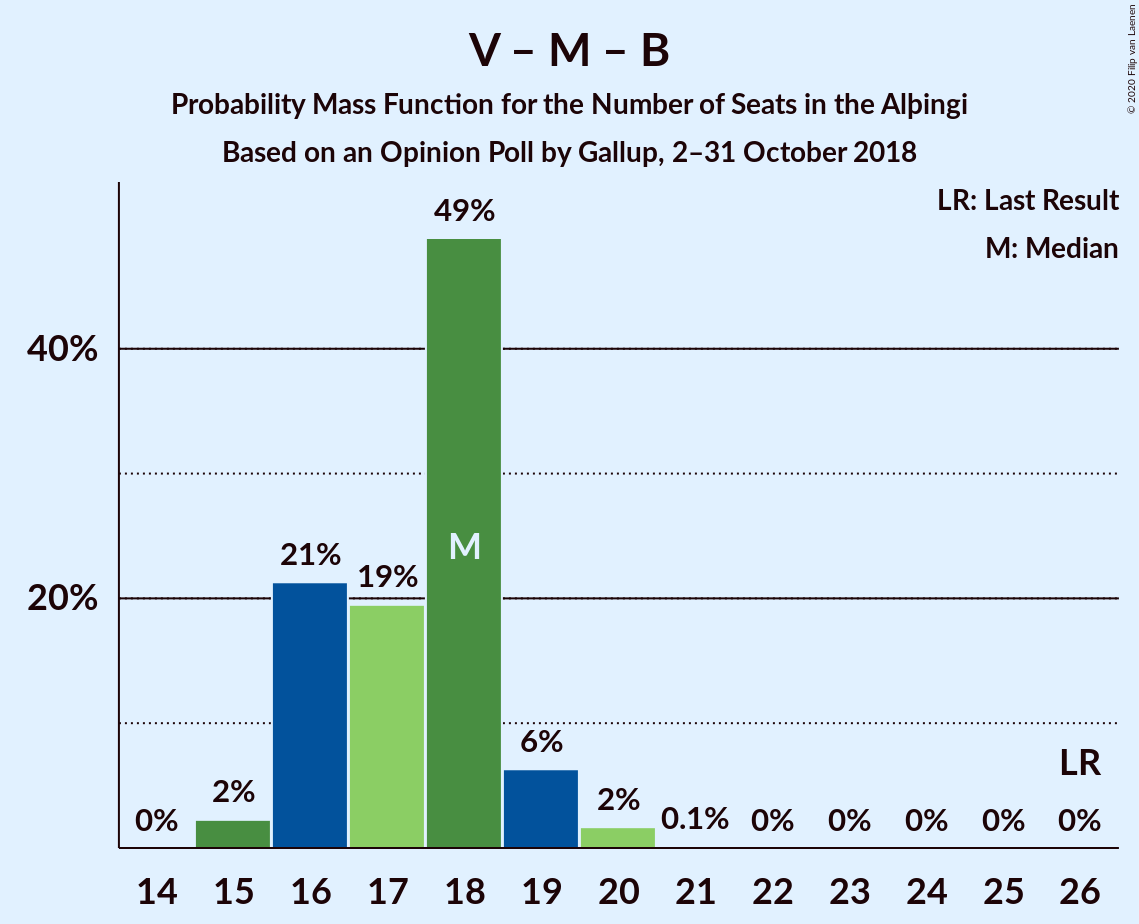 V – M – B
Probability Mass Function for the Number of Seats in the Alþingi
Based on an Opinion Poll by Gallup, 2–31 October 2018
© 2020 Filip van Laenen
LR: Last Result
M: Median
49%
40%
M
21%
19%
20%
6%
LR
2%
2%
0%
0.1%
0%
0%
0%
0%
0%
14 15 16 17 18 19 20 21 22 23 24 25 26